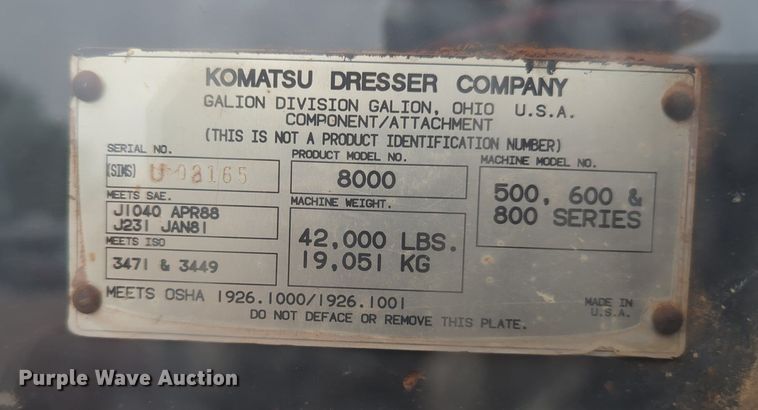 KOMATSU DRESSER COMPANY
GALION DIVISION GALION, OHIO U.S.A.
COMPONENT/ATTACHMENT
(THIS IS NOT A PRODUCT IDENTIFICATION NUMBER)
SERIAL NO.
(SIMS)
MEETS SAE.
J1040 APR88
J231 JAN81
MEETS ISO
3471 & 3449
PRODUCT MODEL NO.
8000
MACHINE WEIGHT.
42,000 LBS.
19,051 KG
MACHINE MODEL NO.
500, 600 &
800 SERIES
MEETS OSHA 1926.1000/1926.1001
MADE IN
U.S.A.
DO NOT DEFACE OR REMOVE THIS PLATE.
Purple Wave Auction